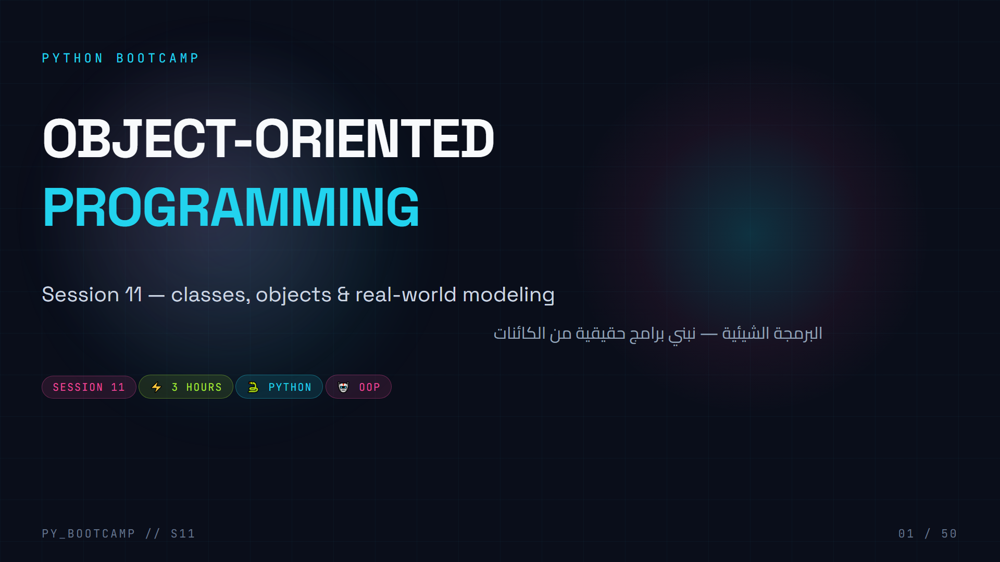 PYTHON BOOTCAMP
OBJECT-ORIENTED
PROGRAMMING
Session 11 — classes, objects & real-world modeling
البرمجة الشيئية — نبني برامج حقيقية من الكائنات
SESSION 11 ⚡ 3 HOURS 🐍 PYTHON OOP
PY_BOOTCAMP // S11
01 / 50